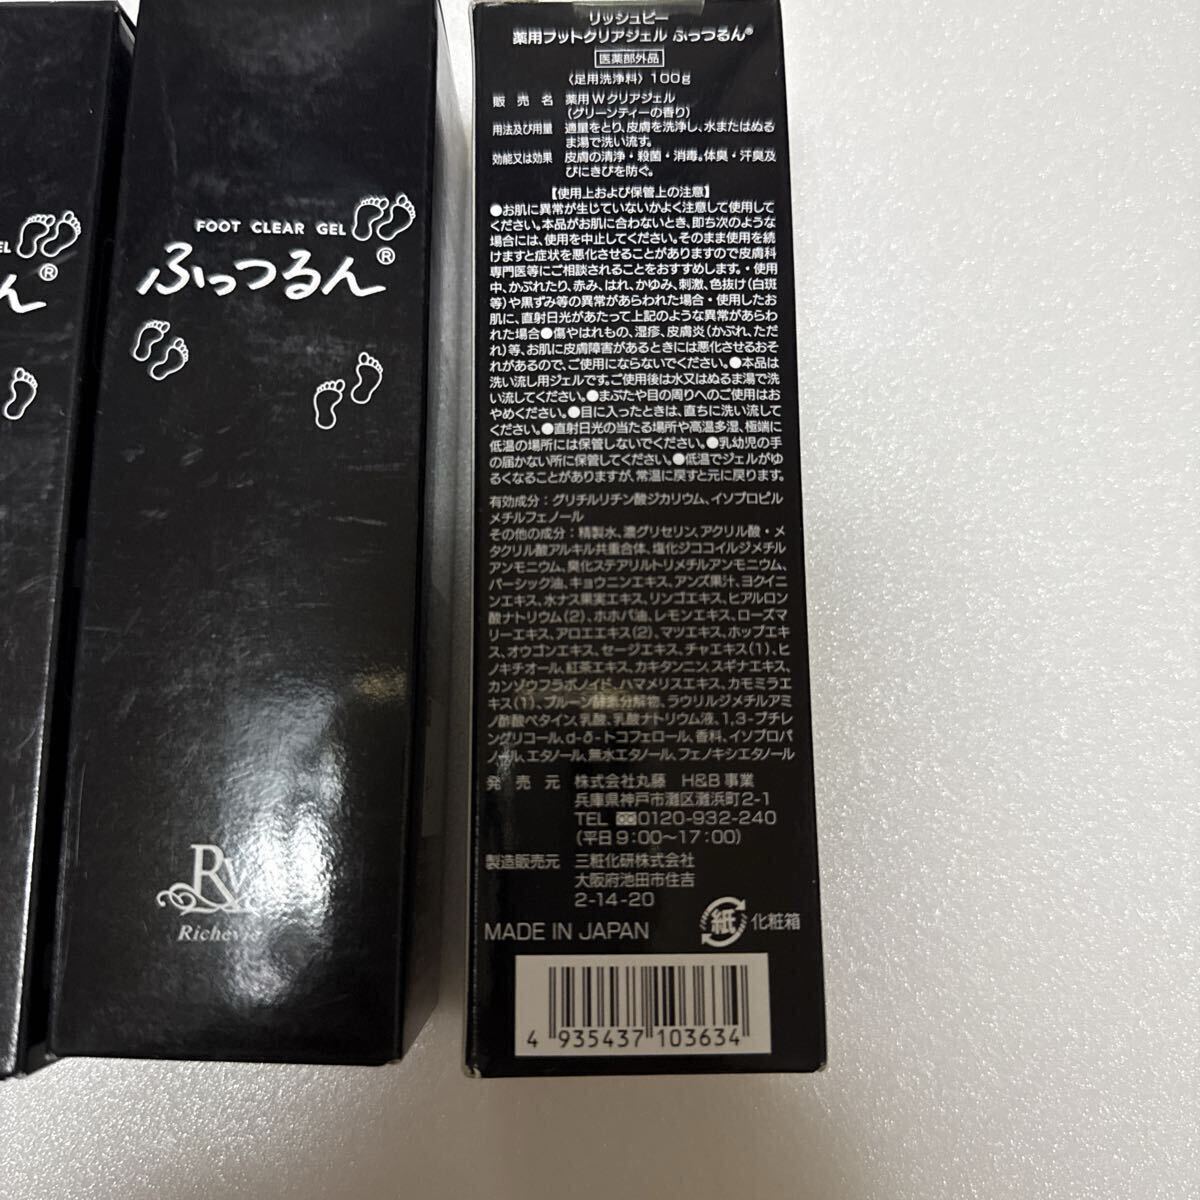 EL
ん®
FOOT CLEAR GEL
ふっつるん®
Rv
リッシュビー
薬用フットクリアジェル ふっつるん®
医薬部外品
〈足用洗浄料〉 100g
販売名 薬用Wクリアジェル
(グリーンティーの香り)
用法及び用量 適量をとり、皮膚を洗浄し、水またはぬる
ま湯で洗い流す。
効能又は効果 皮膚の清浄・殺菌・消毒。体臭・汗臭及
びにきびを防ぐ。
【使用上および保管上の注意】
●お肌に異常が生じていないかよく注意して使用して
ください。本品がお肌に合わないとき、即ち次のような
場合には、使用を中止してください。そのまま使用を続
けますと症状を悪化させることがありますので皮膚科
専門医等にご相談されることをおすすめします。・使用
中、かぶれたり、赤み、はれ、かゆみ、刺激、色抜け(白斑
等)や黒ずみ等の異常があらわれた場合・使用したお
肌に、直射日光があたって上記のような異常があらわ
れた場合●傷やはれもの、湿疹、皮膚炎(かぶれ、ただ
れ)等、お肌に皮膚障害があるときには悪化させるおそ
れがあるので、ご使用にならないでください。●本品は
洗い流し用ジェルです。ご使用後は水又はぬるま湯で洗
い流してください。●まぶたや目の周りへのご使用はお
やめください。●目に入ったときは、直ちに洗い流して
ください。●直射日光の当たる場所や高温多湿、極端に
低温の場所には保管しないでください。●乳幼児の手
の届かない所に保管してください。●低温でジェルがゆ
るくなることがありますが、常温に戻すと元に戻ります。
有効成分：グリチルリチン酸ジカリウム、イソプロピル
メチルフェノール
その他の成分：精製水、濃グリセリン、アクリル酸・メ
タクリル酸アルキル共重合体、塩化ジココイルジメチル
アンモニウム、臭化ステアリルトリメチルアンモニウム、
パーシック油、キョウニンエキス、アンズ果汁、ヨクイニ
ンエキス、水ナス果実エキス、リンゴエキス、ヒアルロン
酸ナトリウム(2)、ホホバ油、レモンエキス、ローズマ
リーエキス、アロエエキス(2)、マツエキス、ホップエキ
ス、オウゴンエキス、セージエキス、チャエキス(1)、ヒ
ノキチオール、紅茶エキス、カキタンニン、スギナエキス、
カンゾウフラボノイド、ハマメリスエキス、カモミラエ
キス(1)、プルーン酵素分解物、ラウリルジメチルアミ
ノ酢酸ベタイン、乳酸、乳酸ナトリウム液、1,3-ブチレ
ングリコール、d-δ-トコフェロール、香料、イソプロパ
ノール、エタノール、無水エタノール、フェノキシエタノール
発売元 株式会社丸藤 H&B事業
兵庫県神戸市灘区灘浜町2-1
TEL 0120-932-240
(平日9:00〜17:00)
製造販売元 三粧化研株式会社
大阪府池田市住吉
2-14-20
MADE IN JAPAN
紙 化粧箱
4 935437 103634